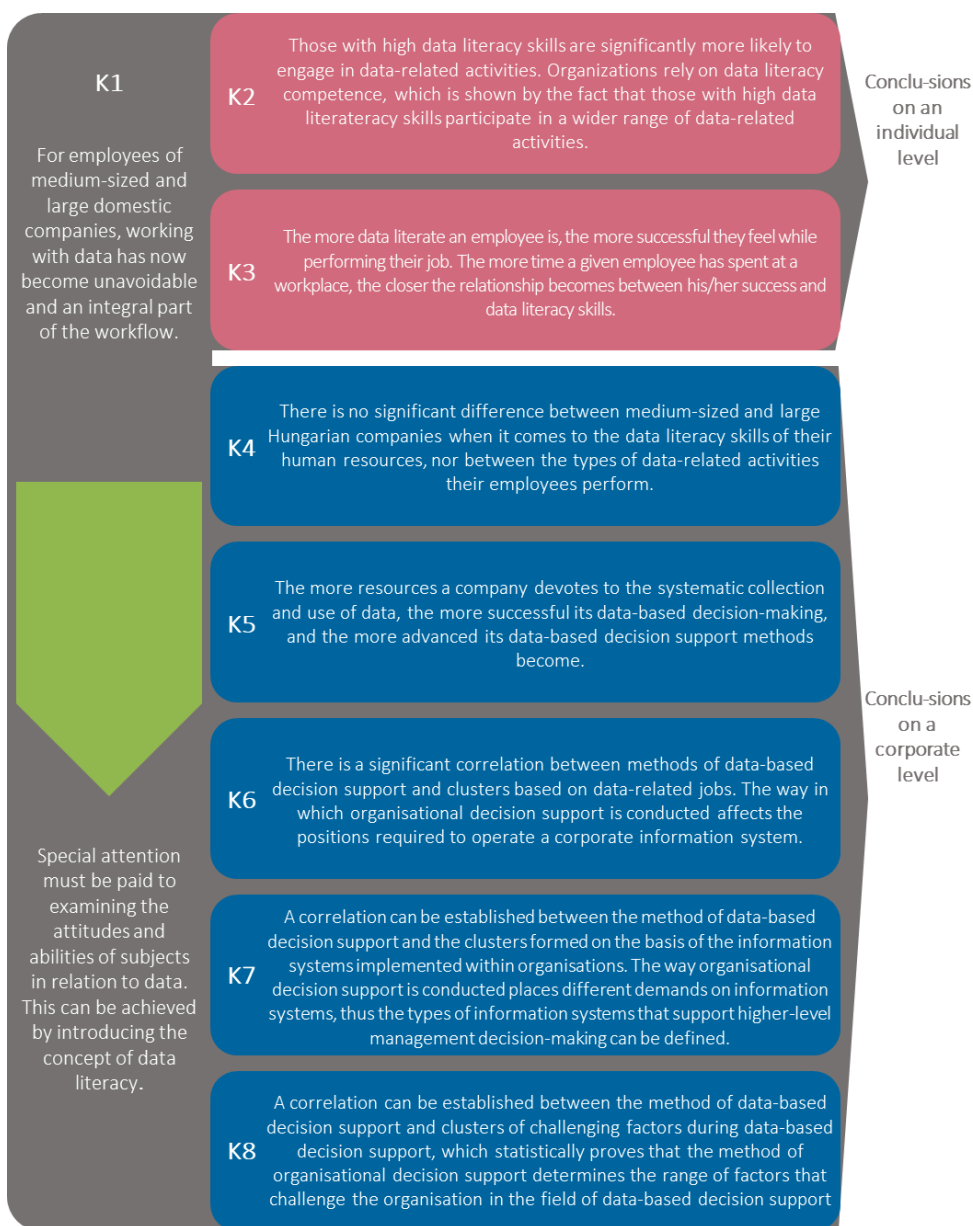 K1
For employees of
medium-sized and
large domestic
companies, working
with data has now
become unavoidable
and an integral part
of the workflow.
Special attention
must be paid to
examining the
attitudes and
abilities of subjects
in relation to data.
This can be achieved
by introducing the
concept of data
literacy.
K2
Those with high data literacy skills are significantly more likely to
engage in data-related activities. Organizations rely on data literacy
competence, which is shown by the fact that those with high data
literateracy skills participate in a wider range of data-related
activities.
K3
The more data literate an employee is, the more successful they feel while
performing their job. The more time a given employee has spent at a
workplace, the closer the relationship becomes between his/her success and
data literacy skills.
Conclu-sions
on an
individual
level
K4
There is no significant difference between medium-sized and large
Hungarian companies when it comes to the data literacy skills of their
human resources, nor between the types of data-related activities
their employees perform.
K5
The more resources a company devotes to the systematic collection
and use of data, the more successful its data-based decision-making,
and the more advanced its data-based decision support methods
become.
K6
There is a significant correlation between methods of data-based
decision support and clusters based on data-related jobs. The way in
which organisational decision support is conducted affects the
positions required to operate a corporate information system.
K7
A correlation can be established between the method of data-based
decision support and the clusters formed on the basis of the information
systems implemented within organisations. The way organisational
decision support is conducted places different demands on information
systems, thus the types of information systems that support higher-level
management decision-making can be defined.
K8
A correlation can be established between the method of data-based
decision support and clusters of challenging factors during data-based
decision support, which statistically proves that the method of
organisational decision support determines the range of factors that
challenge the organisation in the field of data-based decision support
Conclu-sions
on a
corporate
level